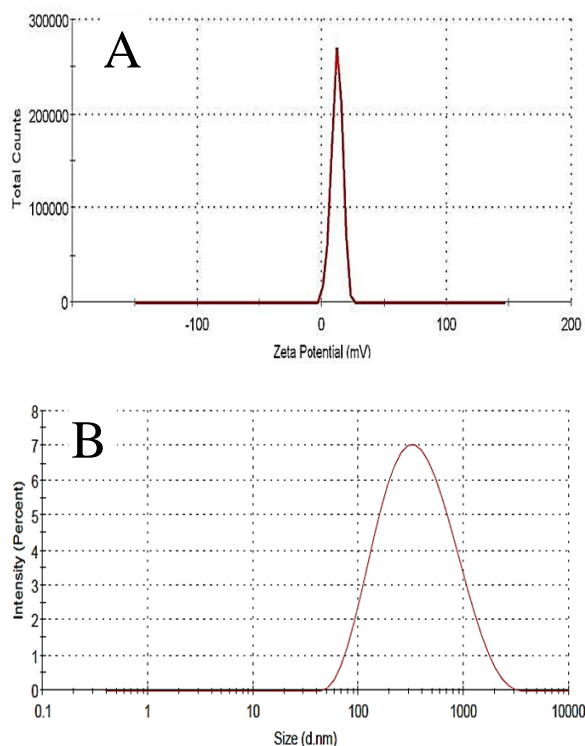 A
Total Counts
300000
200000
100000
0
-100 0 100 200
Zeta Potential (mV)
B
Intensity (Percent)
8
7
6
5
4
3
2
1
0
0.1 1 10 100 1000 10000
Size (d.nm)